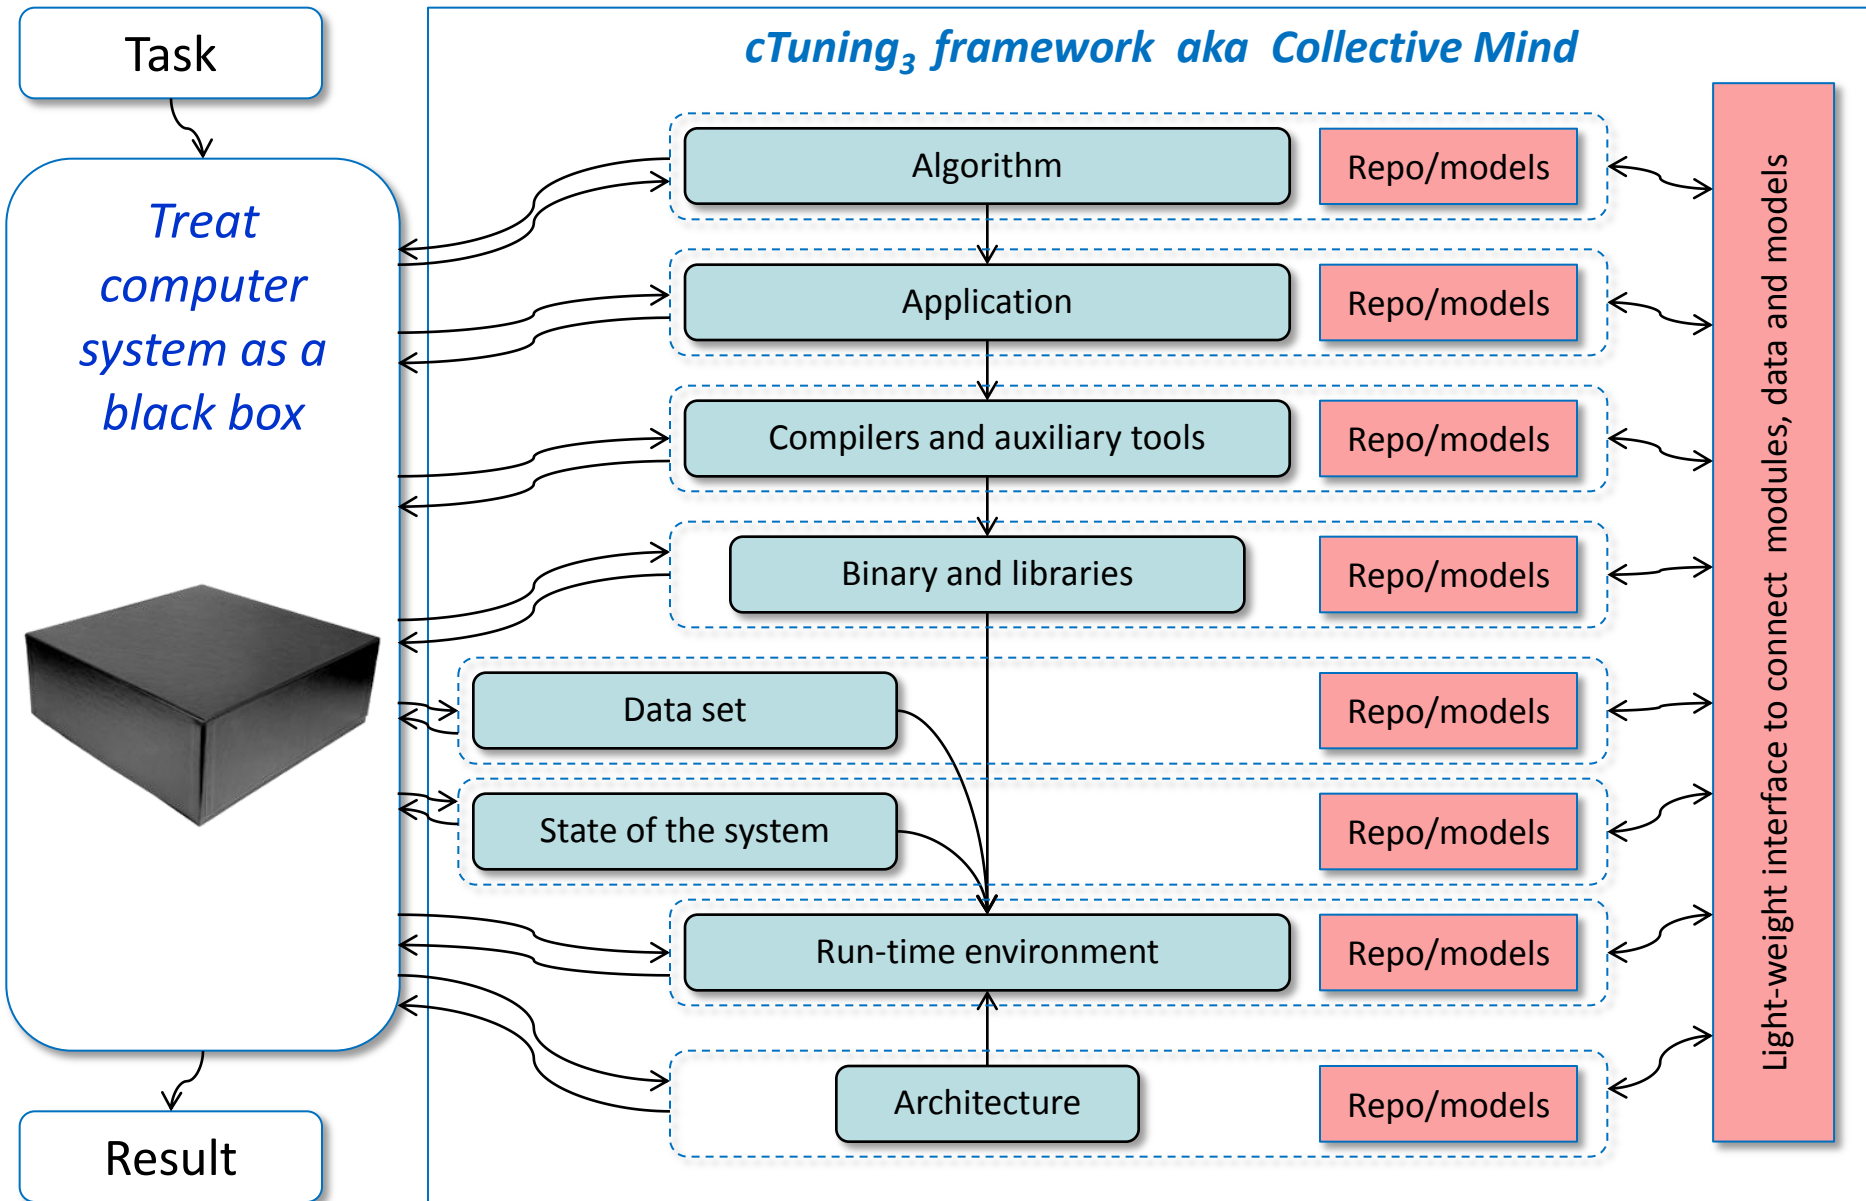 Task
Treat
computer
system as a
black box
Result
cTuning₃ framework aka Collective Mind
Algorithm
Repo/models
Application
Repo/models
Compilers and auxiliary tools
Repo/models
Binary and libraries
Repo/models
Data set
Repo/models
State of the system
Repo/models
Run-time environment
Repo/models
Architecture
Repo/models
Light-weight interface to connect modules, data and models